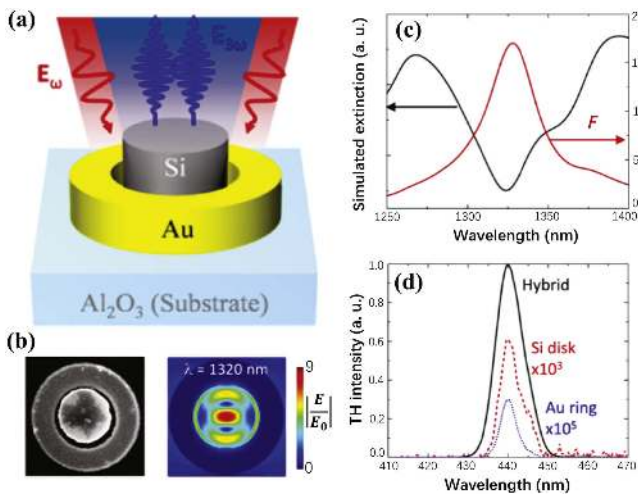 (a)
Eω
E3ω
Si
Au
Al2O3 (Substrate)
(b)
λ = 1320 nm
9
|E/E0|
0
(c)
Simulated extinction (a. u.)
F
5
0
1250 1300 1350 1400
Wavelength (nm)
(d)
TH intensity (a. u.)
1.0
0.8
0.6
0.4
0.2
0.0
Hybrid
Si disk
x103
Au ring
x105
410 420 430 440 450 460 470
Wavelength (nm)